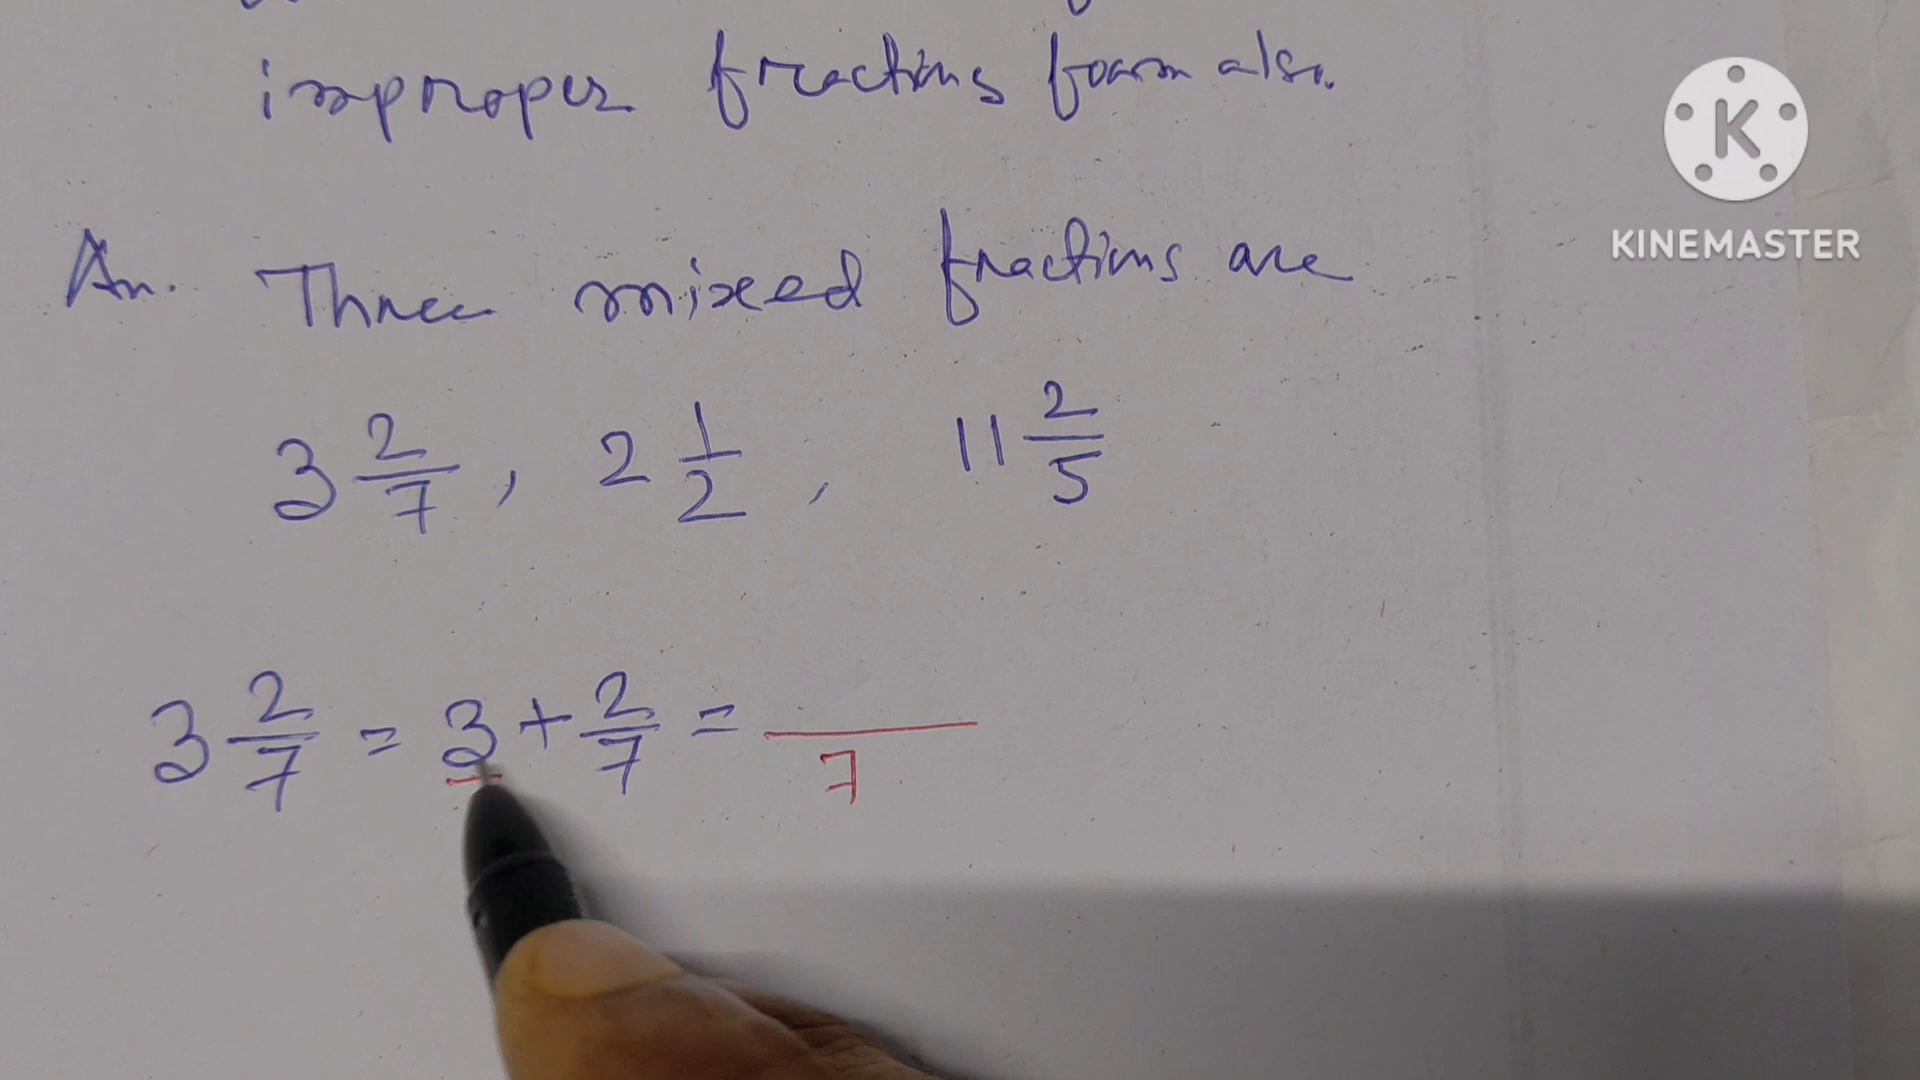 improper fractions form also.
K
KINEMASTER
An. Three mixed fractions are
3 2/7 , 2 1/2 , 11 2/5
3 2/7 = 3 + 2/7 = /7